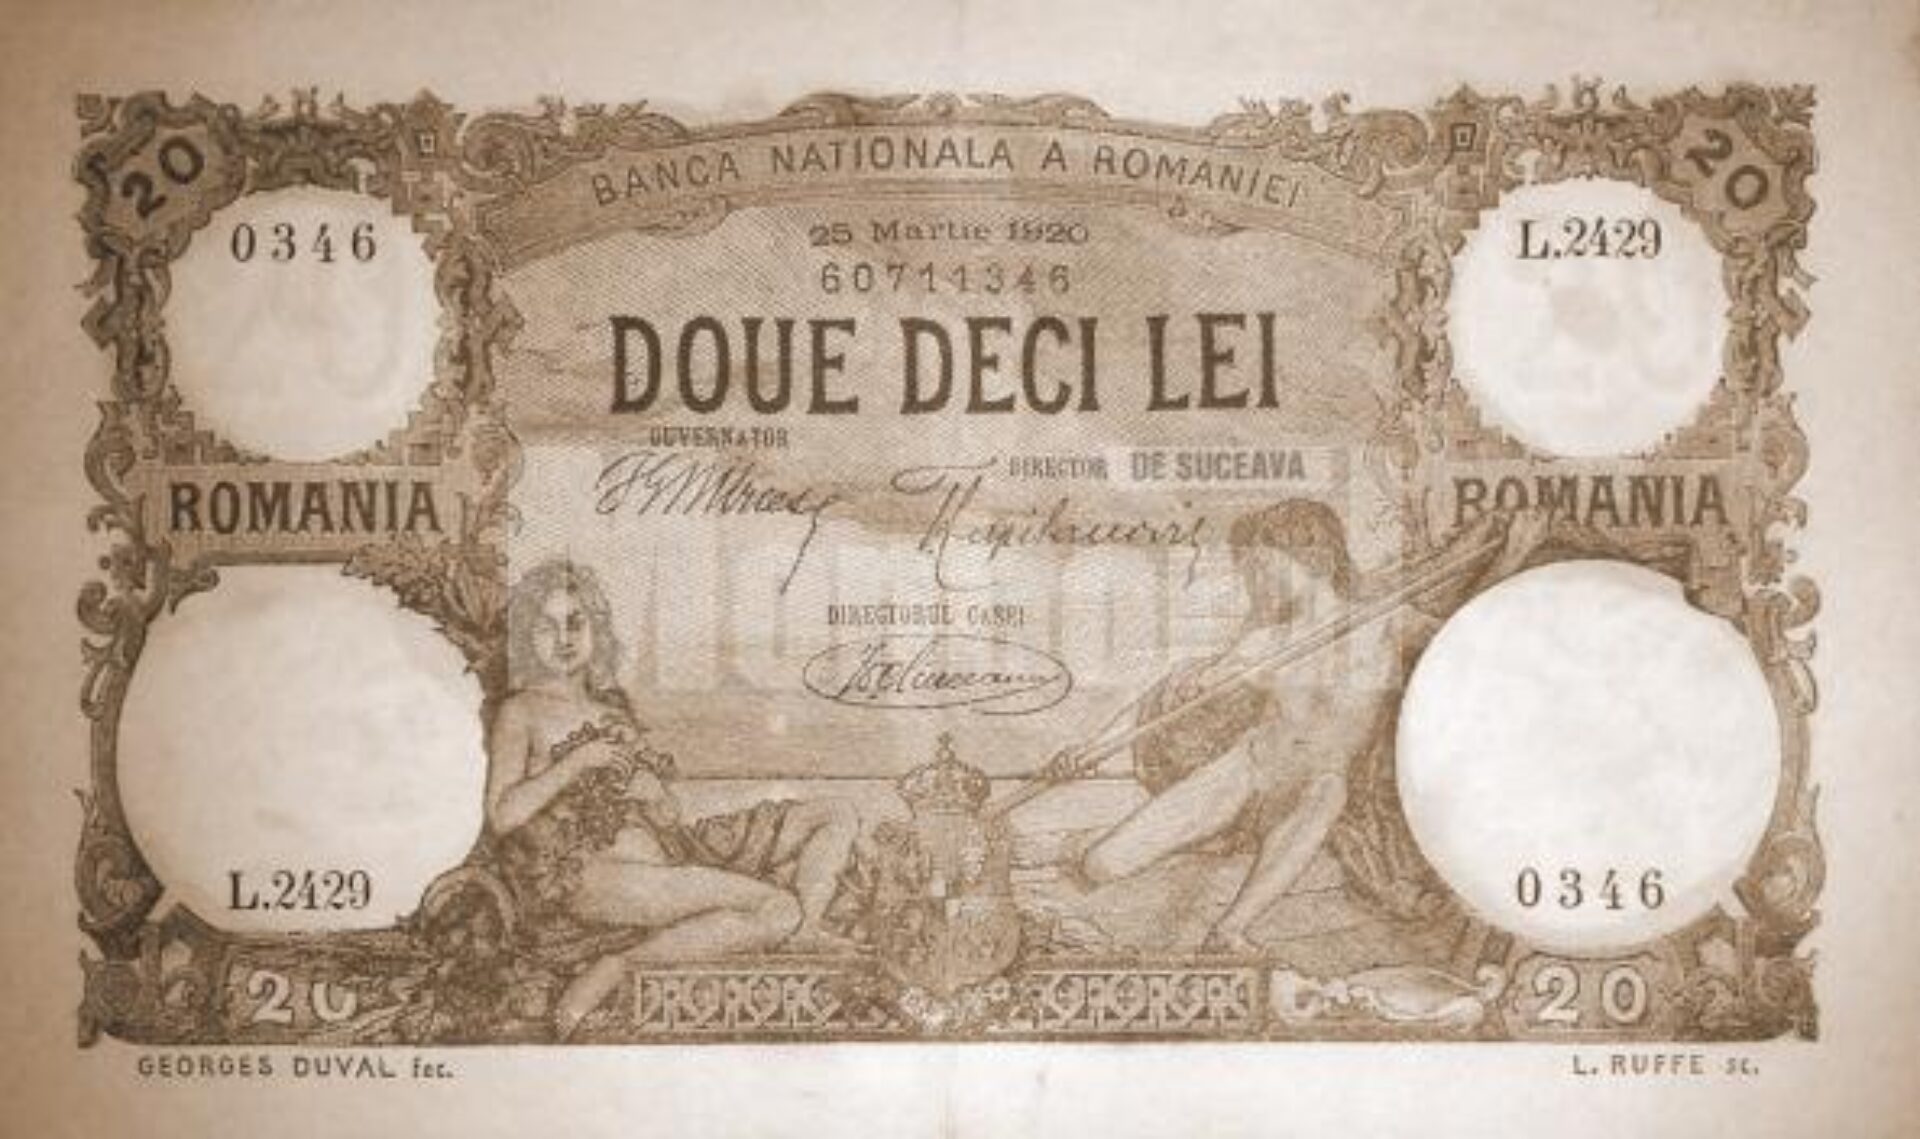 20
20
BANCA NATIONALA A ROMANIEI
0346
L.2429
25 Martie 1920
60711346
DOUE DECI LEI
GUVERNATOR
DIRECTOR DE SUCEAVA
ROMANIA
ROMANIA
DIRECTORUL CASEI
L.2429
0346
20
20
GEORGES DUVAL fec.
L. RUFFE sc.